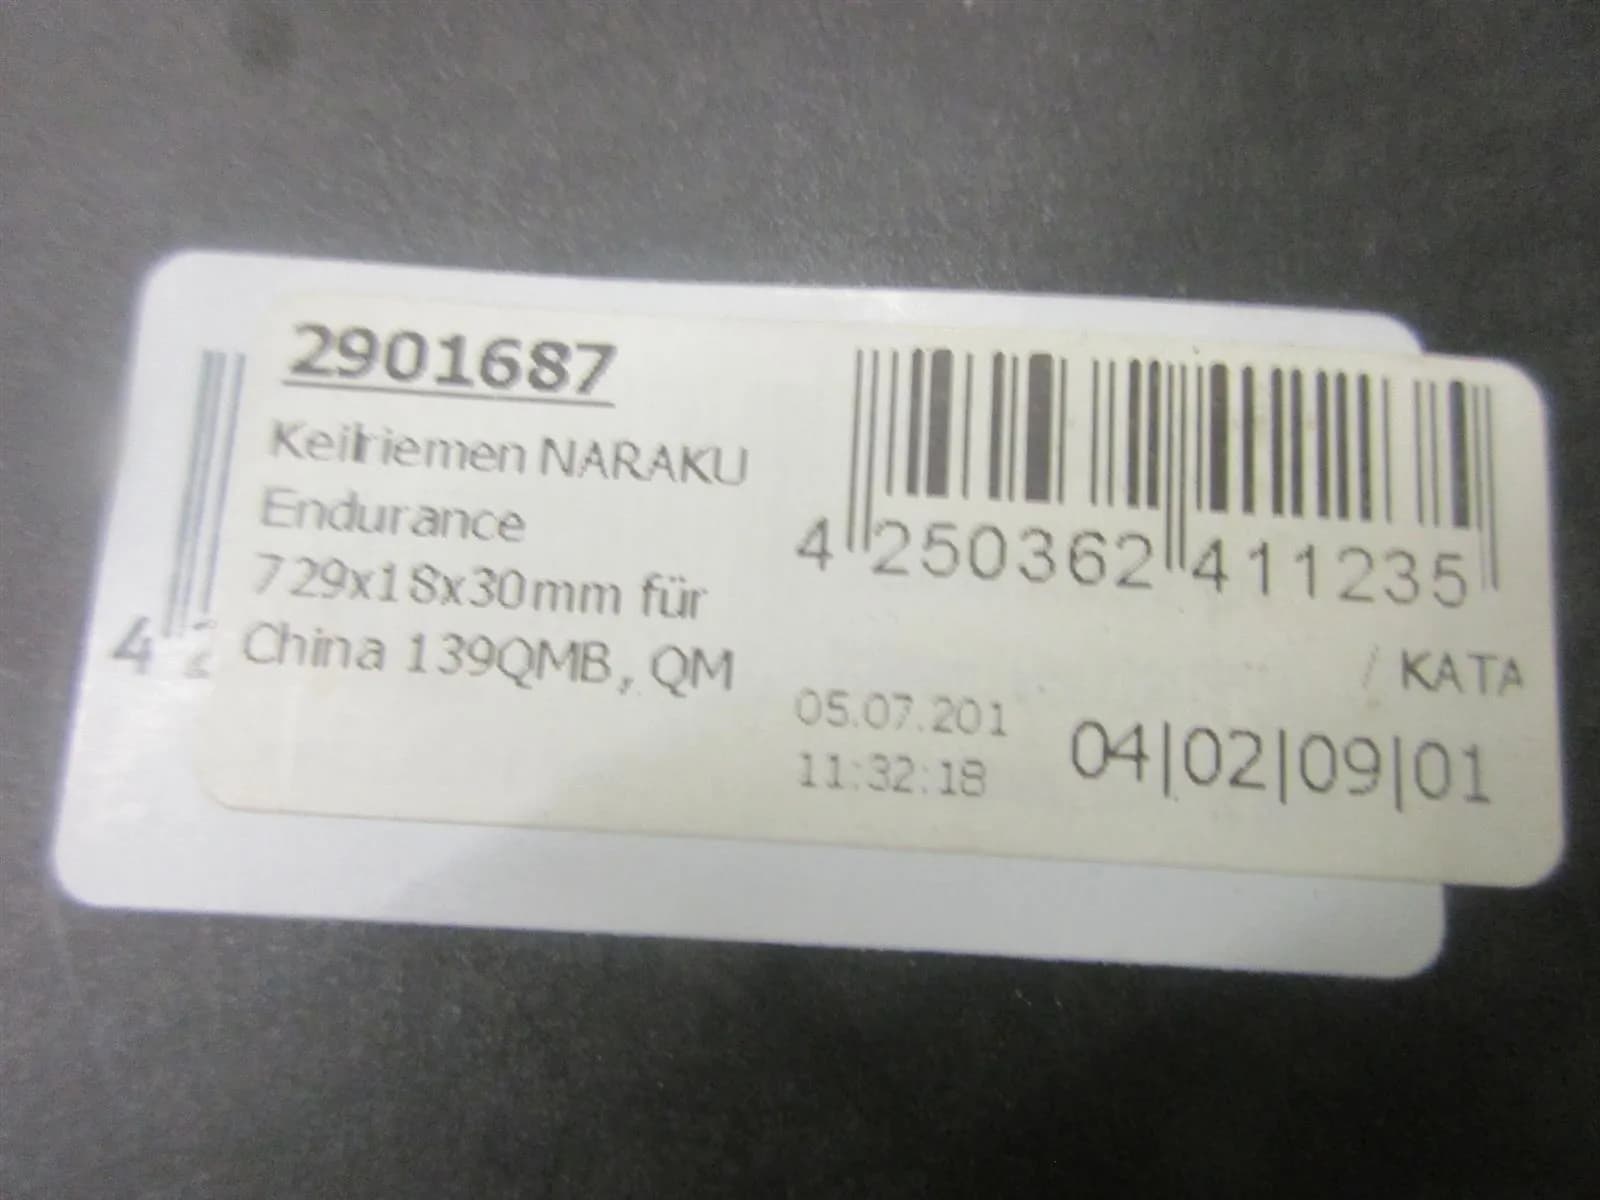 2901687
Keilriemen NARAKU
Endurance
729x18x30mm für
China 139QMB, QM
4 250362 411235
/ KATA
05.07.201
11:32:18
04|02|09|01
4 2